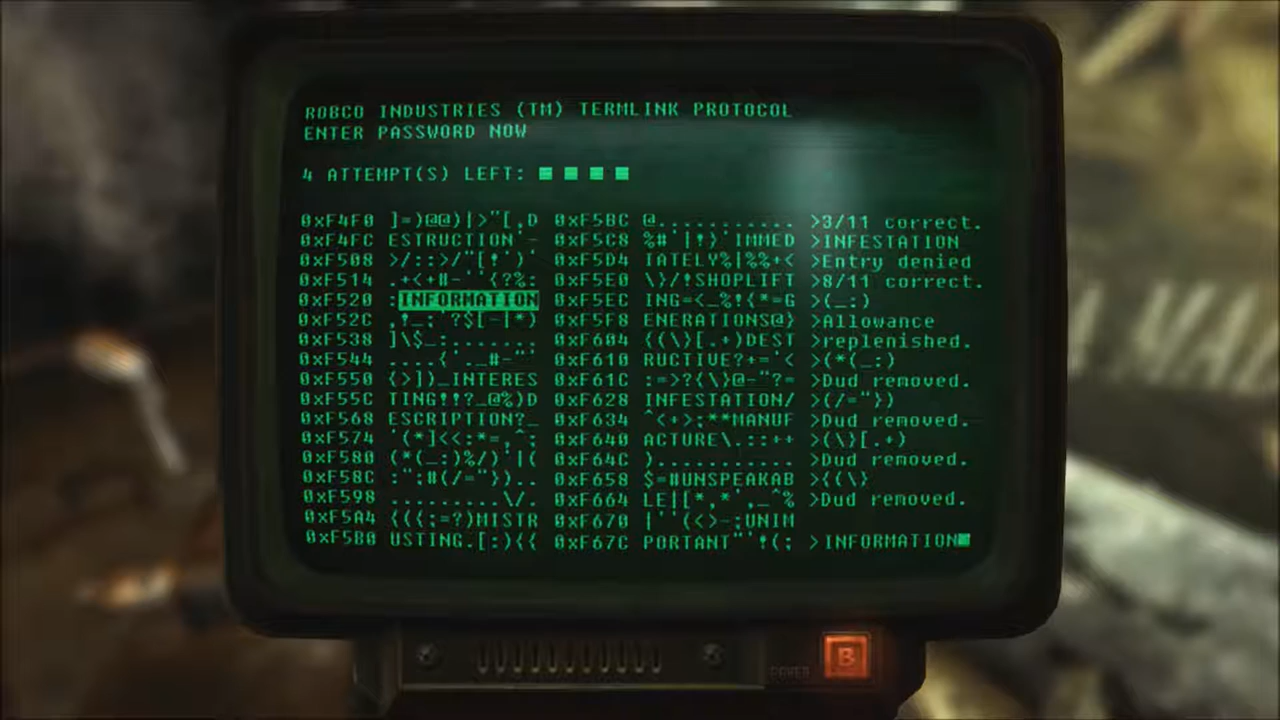 ROBCO INDUSTRIES (TM) TERMLINK PROTOCOL
ENTER PASSWORD NOW
4 ATTEMPT(S) LEFT: ■ ■ ■ ■
0xF4F0 ]=)@@)|>"[,D 0xF5BC @........... >3/11 correct.
0xF4FC ESTRUCTION'- 0xF5C8 %#'|!}'IMMED >INFESTATION
0xF508 >/::>/"[!')' 0xF5D4 IATELY%|%%+< >Entry denied
0xF514 .+<+#-''{?%: 0xF5E0 \}/!SHOPLIFT >8/11 correct.
0xF520 :INFORMATION 0xF5EC ING=<_%!{*=G >(_:)
0xF52C ,!_;'?$[-|*) 0xF5F8 ENERATIONS@} >Allowance
0xF538 ]\$_:....... 0xF604 {(\}[.+)DEST >replenished.
0xF544 ....{'._#-"' 0xF610 RUCTIVE?+='< >(*(_:)
0xF550 {>])_INTERES 0xF61C :=>?{\}@-"?= >Dud removed.
0xF55C TING!!?_@%)D 0xF628 INFESTATION/ >(/="})
0xF568 ESCRIPTION?_ 0xF634 ^<+>;**MANUF >Dud removed.
0xF574 '(*]<<:*=,^; 0xF640 ACTURE\.::++ >(\}[.+)
0xF580 (*(_:)%/)'|( 0xF64C )........... >Dud removed.
0xF58C :";#(/="}).. 0xF658 $=#UNSPEAKAB >{(\}
0xF598 .........\/. 0xF664 LE|[*,*',_^% >Dud removed.
0xF5A4 {({;=?)MISTR 0xF670 |''(<>-;UNIM
0xF5B0 USTING.[:){{ 0xF67C PORTANT"'!(; >INFORMATION■
POWER